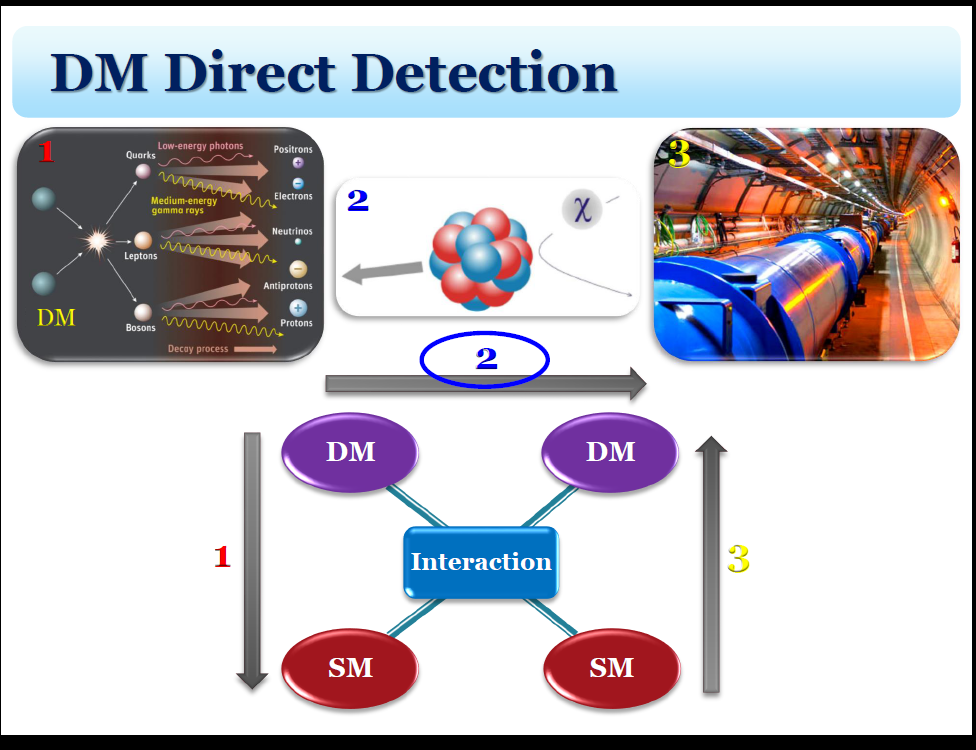 DM Direct Detection
1
Quarks
Low-energy photons
Positrons
+
−
Electrons
Medium-energy
gamma rays
Neutrinos
Leptons
−
Antiprotons
DM
+
Protons
Bosons
Decay process
2
χ
3
2
DM
DM
1
Interaction
3
SM
SM